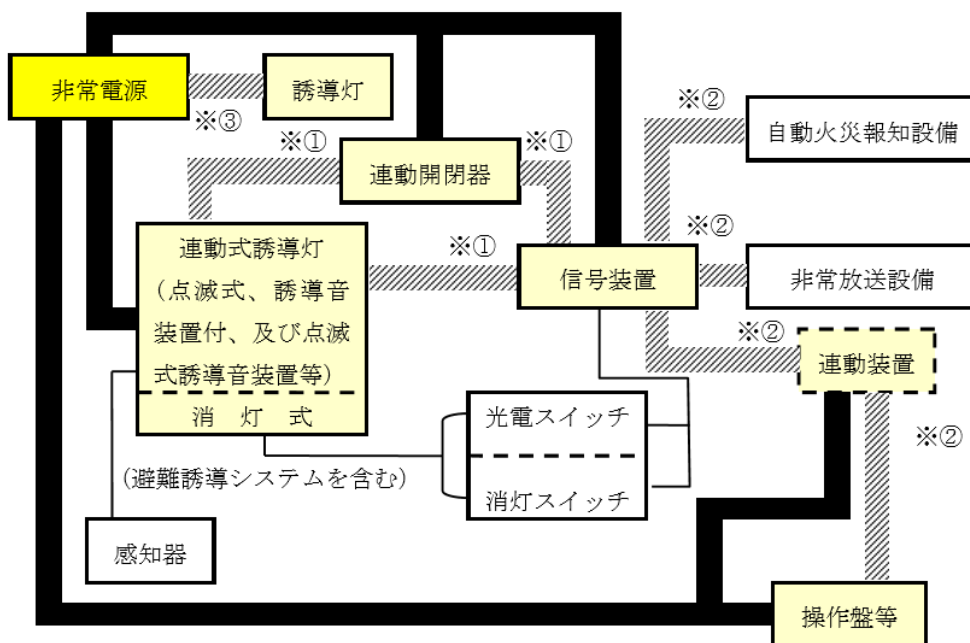 非常電源
誘導灯
※③
※②
自動火災報知設備
※①
※①
連動開閉器
連動式誘導灯
(点滅式、誘導音
装置付、及び点滅
式誘導音装置等)
消 灯 式
※①
信号装置
※②
非常放送設備
※②
連動装置
光電スイッチ
消灯スイッチ
※②
(避難誘導システムを含む)
感知器
操作盤等